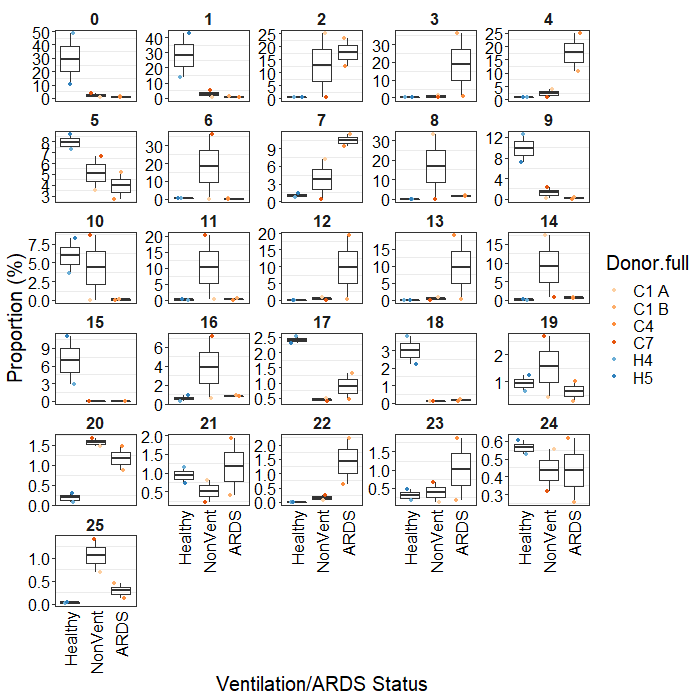 0 1 2 3 4
50 40 30 20 10 0
40 30 20 10 0
25 20 15 10 5 0
30 20 10 0
25 20 15 10 5 0
5 6 7 8 9
8 7 6 5 4 3
30 20 10 0
9 6 3 0
30 20 10 0
12 9 6 3 0
10 11 12 13 14
7.5 5.0 2.5 0.0
20 15 10 5 0
20 15 10 5 0
15 10 5 0
15 10 5 0
15 16 17 18 19
9 6 3 0
6 4 2 0
2.5 2.0 1.5 1.0 0.5
3 2 1 0
2 1
20 21 22 23 24
1.5 1.0 0.5 0.0
2.0 1.5 1.0 0.5
2.0 1.5 1.0 0.5 0.0
1.5 1.0 0.5
0.6 0.5 0.4 0.3
25
1.0 0.5 0.0
Healthy NonVent ARDS
Healthy NonVent ARDS
Healthy NonVent ARDS
Healthy NonVent ARDS
Healthy NonVent ARDS
Proportion (%)
Ventilation/ARDS Status
Donor.full
C1 A
C1 B
C4
C7
H4
H5